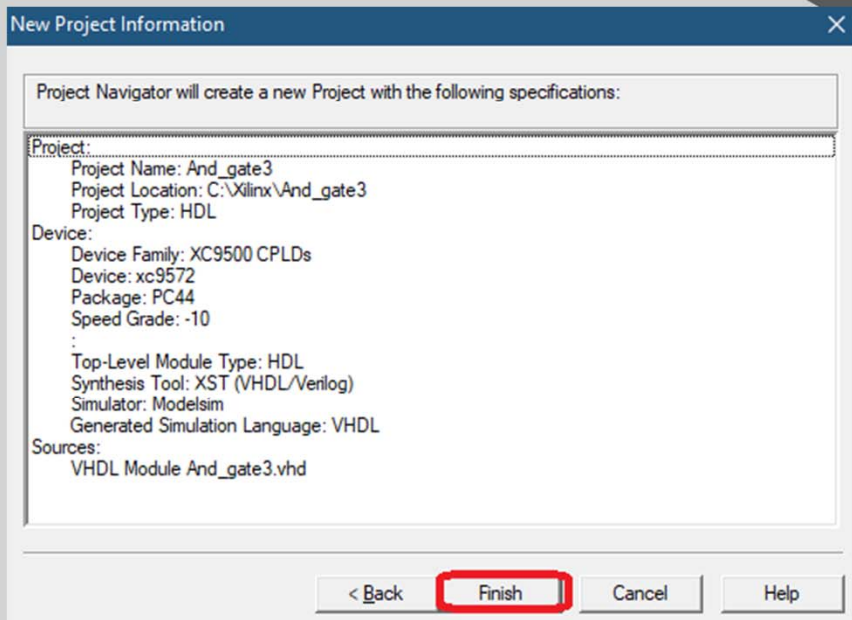 New Project Information
Project Navigator will create a new Project with the following specifications:
Project:
Project Name: And_gate3
Project Location: C:\Xilinx\And_gate3
Project Type: HDL
Device:
Device Family: XC9500 CPLDs
Device: xc9572
Package: PC44
Speed Grade: -10
:
Top-Level Module Type: HDL
Synthesis Tool: XST (VHDL/Verilog)
Simulator: Modelsim
Generated Simulation Language: VHDL
Sources:
VHDL Module And_gate3.vhd
< Back Finish Cancel Help